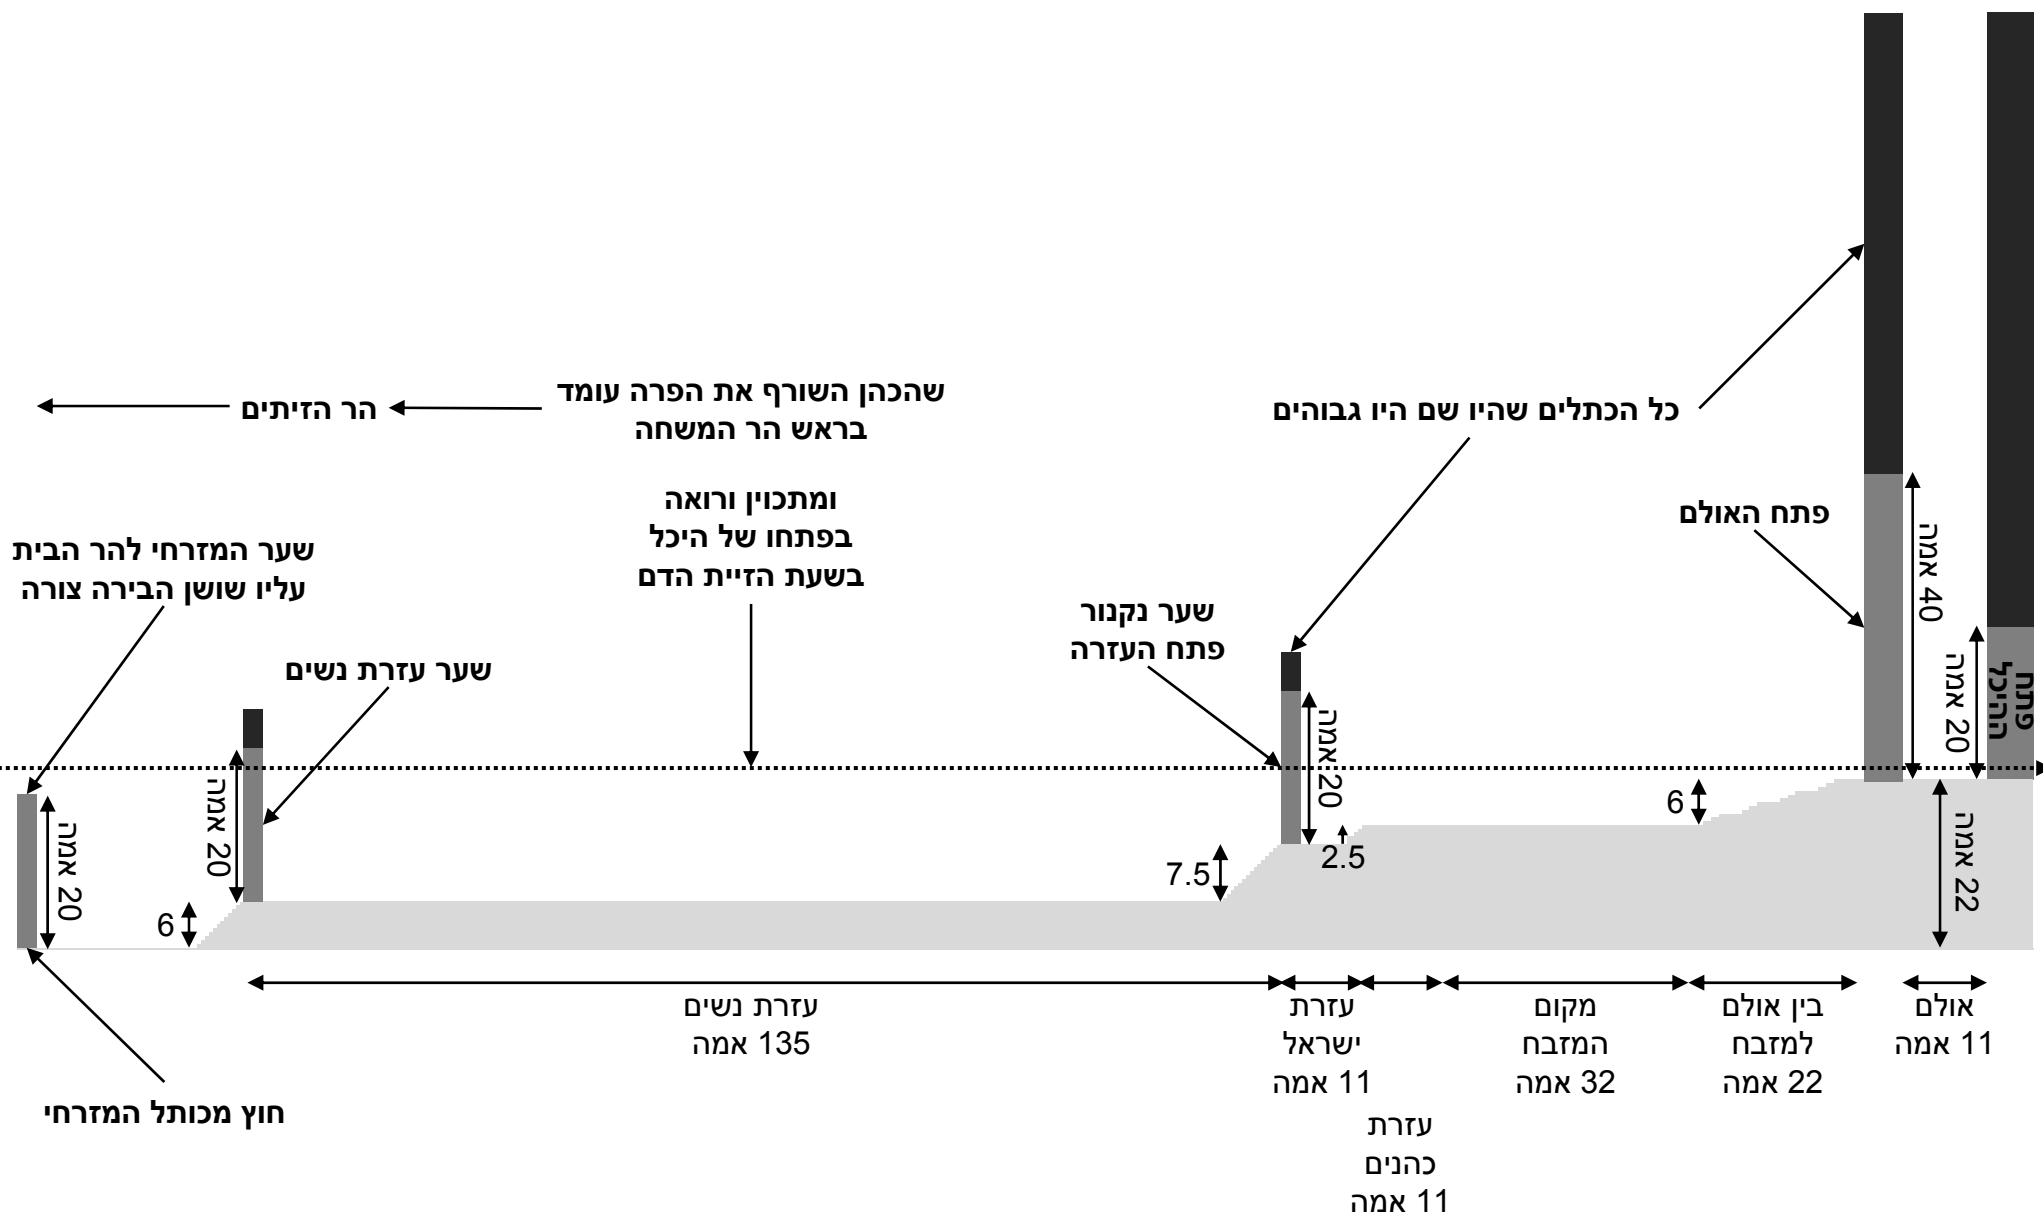 כל הכתלים שהיו שם היו גבוהים
שהכהן השורף את הפרה עומד
בראש הר המשחה
הר הזיתים
ומתכוין ורואה
בפתחו של היכל
בשעת הזיית הדם
פתח האולם
שער המזרחי להר הבית
עליו שושן הבירה צורה
שער נקנור
פתח העזרה
שער עזרת נשים
40 אמה
20 אמה
פתח
ההיכל
20 אמה
20 אמה
20 אמה
22 אמה
6
2.5
7.5
6
אולם
11 אמה
בין אולם
למזבח
22 אמה
מקום
המזבח
32 אמה
עזרת
כהנים
11 אמה
עזרת
ישראל
11 אמה
עזרת נשים
135 אמה
חוץ מכותל המזרחי